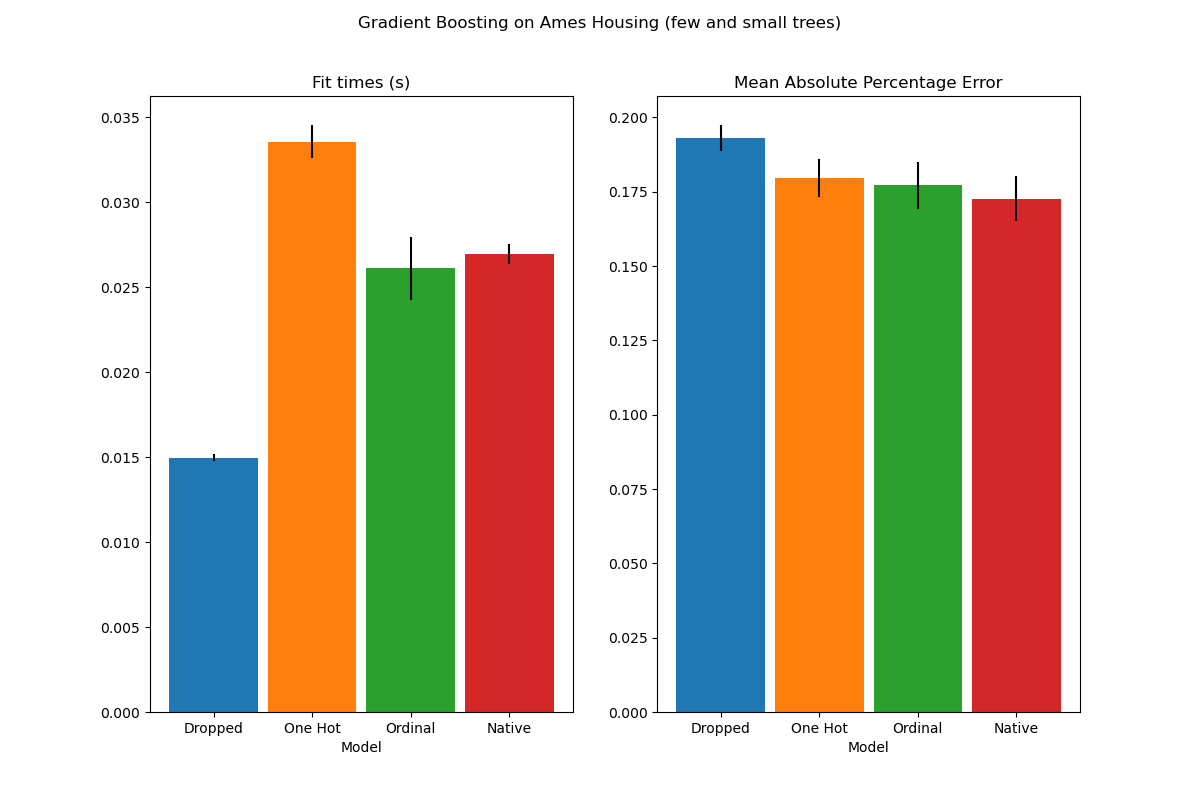 Gradient Boosting on Ames Housing (few and small trees)
Fit times (s)
0.035
0.030
0.025
0.020
0.015
0.010
0.005
0.000
Dropped
One Hot
Ordinal
Native
Model
Mean Absolute Percentage Error
0.200
0.175
0.150
0.125
0.100
0.075
0.050
0.025
0.000
Dropped
One Hot
Ordinal
Native
Model